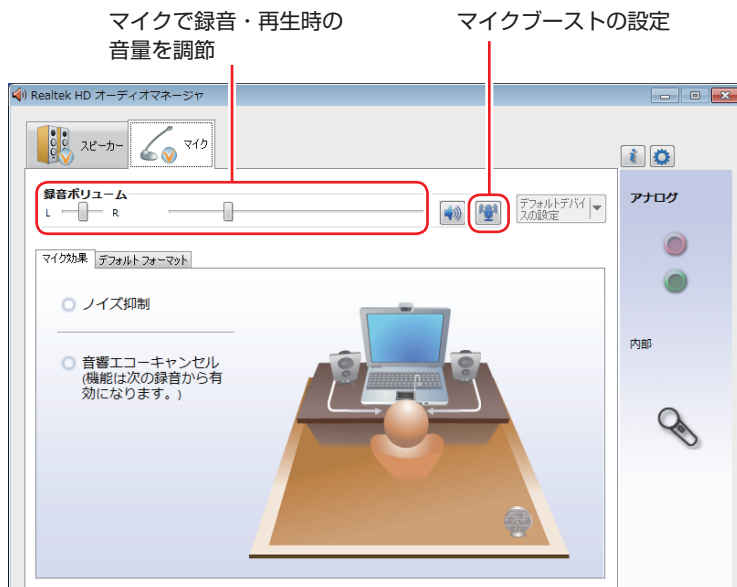 マイクで録音・再生時の
音量を調節
マイクブーストの設定
Realtek HD オーディオマネージャ
スピーカー
マイク
録音ボリューム
L R
デフォルトデバイ
スの設定
アナログ
マイク効果 デフォルトフォーマット
ノイズ抑制
音響エコーキャンセル
(機能は次の録音から有
効になります。)
内部